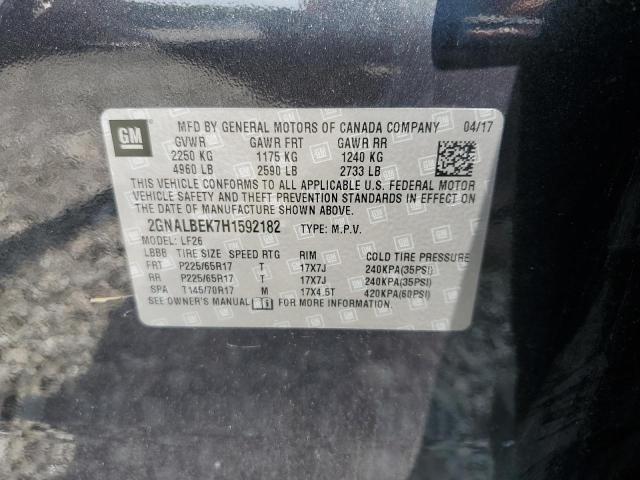 GM
MFD BY GENERAL MOTORS OF CANADA COMPANY 04/17
GVWR GAWR FRT GAWR RR
2250 KG 1175 KG 1240 KG
4960 LB 2590 LB 2733 LB
THIS VEHICLE CONFORMS TO ALL APPLICABLE U.S. FEDERAL MOTOR
VEHICLE SAFETY AND THEFT PREVENTION STANDARDS IN EFFECT ON
THE DATE OF MANUFACTURE SHOWN ABOVE.
2GNALBEK7H1592182 TYPE: M.P.V.
MODEL: LF26
LBBB TIRE SIZE SPEED RTG RIM COLD TIRE PRESSURE
FRT P225/65R17 T 17X7J 240KPA(35PSI)
RR P225/65R17 T 17X7J 240KPA(35PSI)
SPA T145/70R17 M 17X4.5T 420KPA(60PSI)
SEE OWNER'S MANUAL FOR MORE INFORMATION.